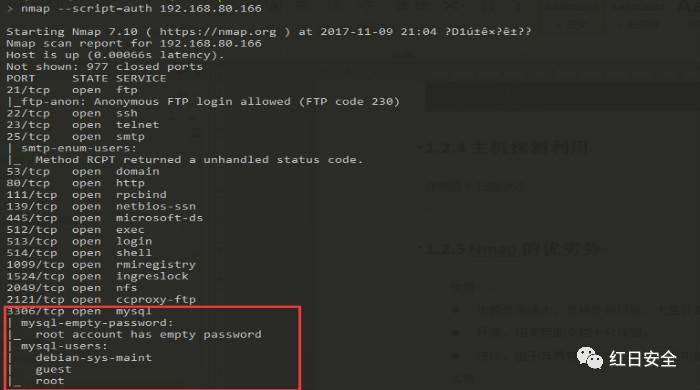 > nmap --script=auth 192.168.80.166
Starting Nmap 7.10 ( https://nmap.org ) at 2017-11-09 21:04 ?D1ú±ê×?ê±??
Nmap scan report for 192.168.80.166
Host is up (0.00066s latency).
Not shown: 977 closed ports
PORT     STATE SERVICE
21/tcp   open  ftp
|_ftp-anon: Anonymous FTP login allowed (FTP code 230)
22/tcp   open  ssh
23/tcp   open  telnet
25/tcp   open  smtp
| smtp-enum-users:
|_  Method RCPT returned a unhandled status code.
53/tcp   open  domain
80/tcp   open  http
111/tcp  open  rpcbind
139/tcp  open  netbios-ssn
445/tcp  open  microsoft-ds
512/tcp  open  exec
513/tcp  open  login
514/tcp  open  shell
1099/tcp open  rmiregistry
1524/tcp open  ingreslock
2049/tcp open  nfs
2121/tcp open  ccproxy-ftp
3306/tcp open  mysql
| mysql-empty-password:
|_  root account has empty password
| mysql-users:
|   debian-sys-maint
|   guest
|_  root
1.2.4 主机探测利用
1.2.5 Nmap 的优劣势
红日安全